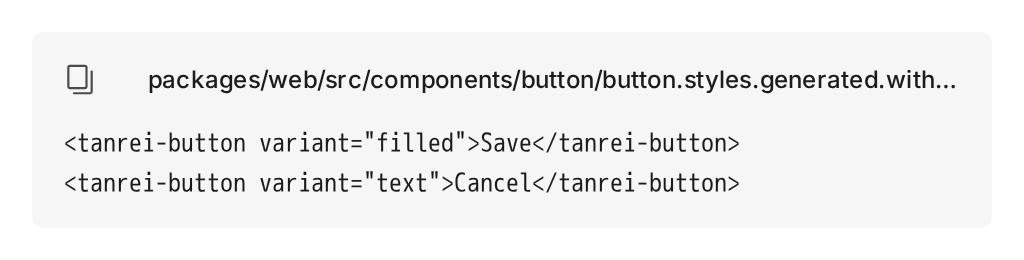 packages/web/src/components/button/button.styles.generated.with...
<tanrei-button variant="filled">Save</tanrei-button>
<tanrei-button variant="text">Cancel</tanrei-button>